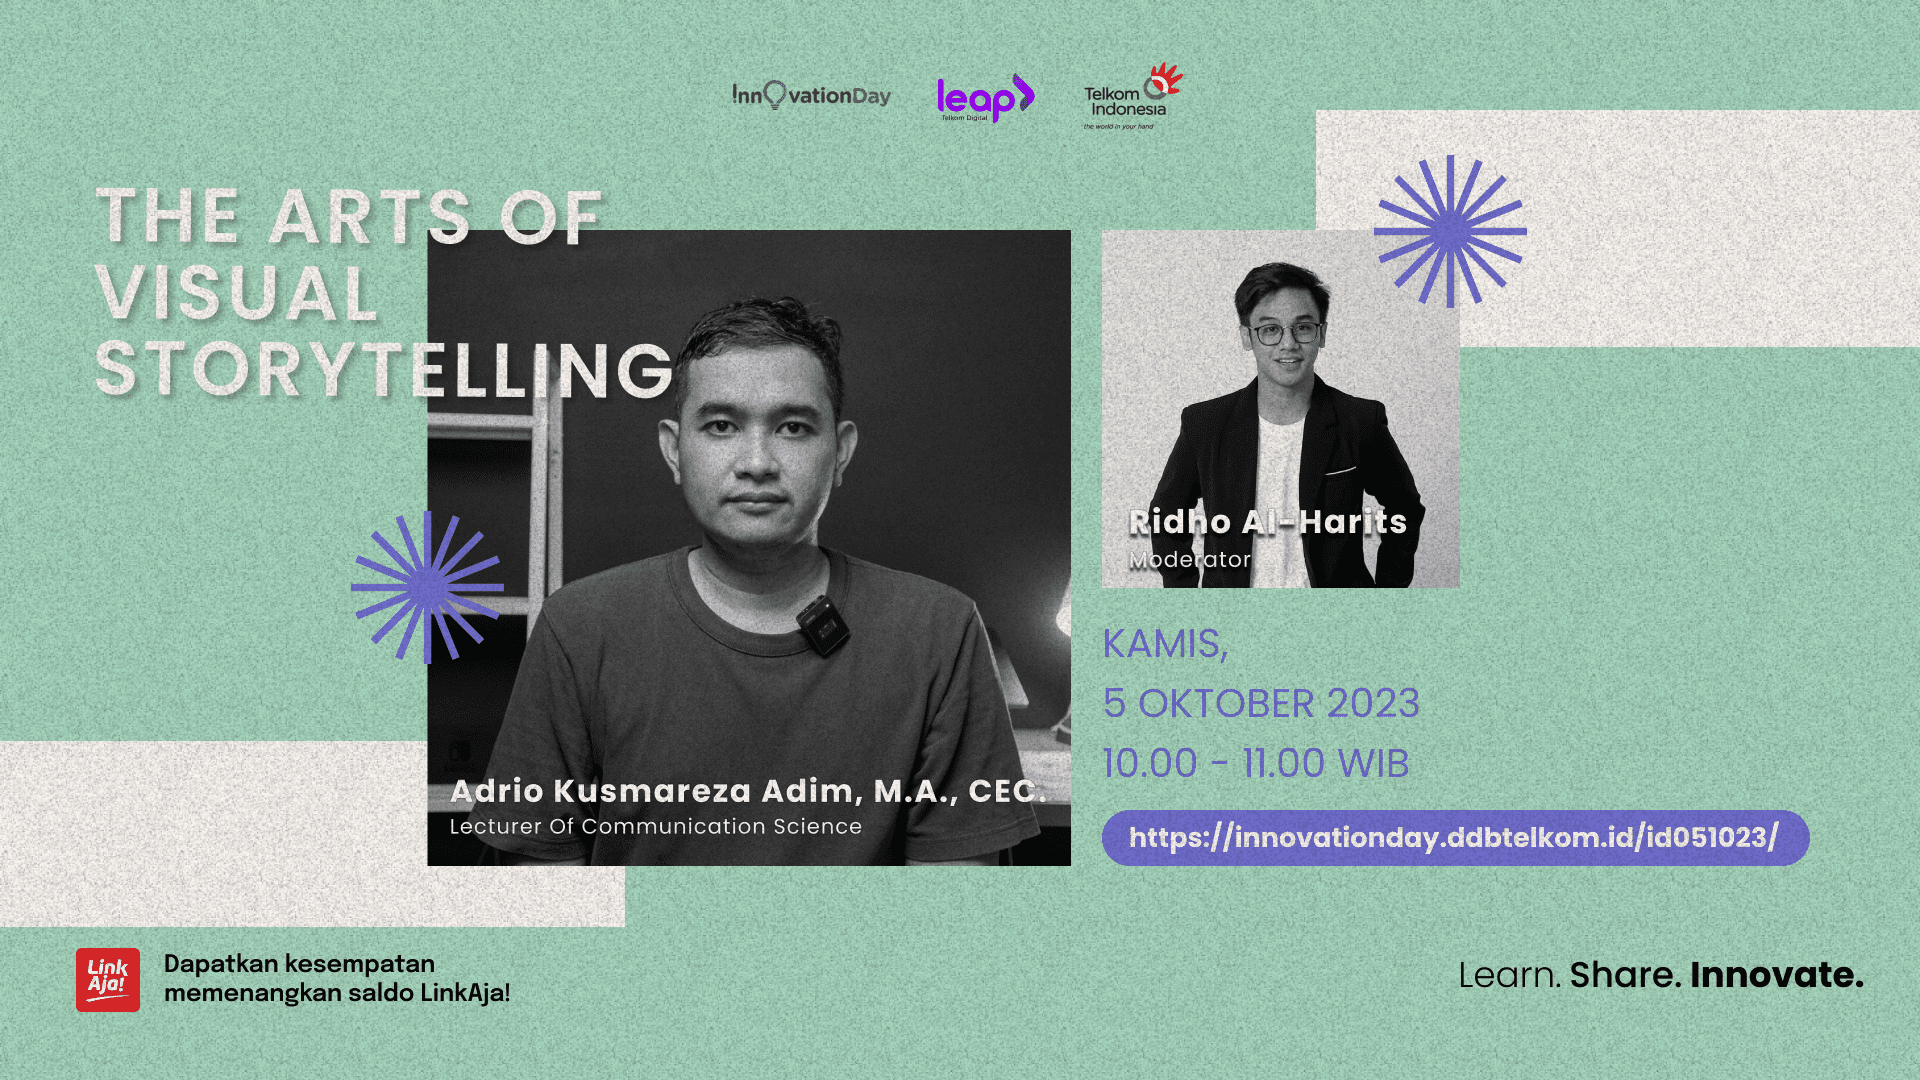 InnovationDay
leap
Telkom Digital
Telkom
Indonesia
the world in your hand
THE ARTS OF
VISUAL
STORYTELLING
Adrio Kusmareza Adim, M.A., CEC.
Lecturer Of Communication Science
Ridho Al-Harits
Moderator
KAMIS,
5 OKTOBER 2023
10.00 - 11.00 WIB
https://innovationday.ddbtelkom.id/id051023/
Link
Aja!
Dapatkan kesempatan
memenangkan saldo LinkAja!
Learn. Share. Innovate.